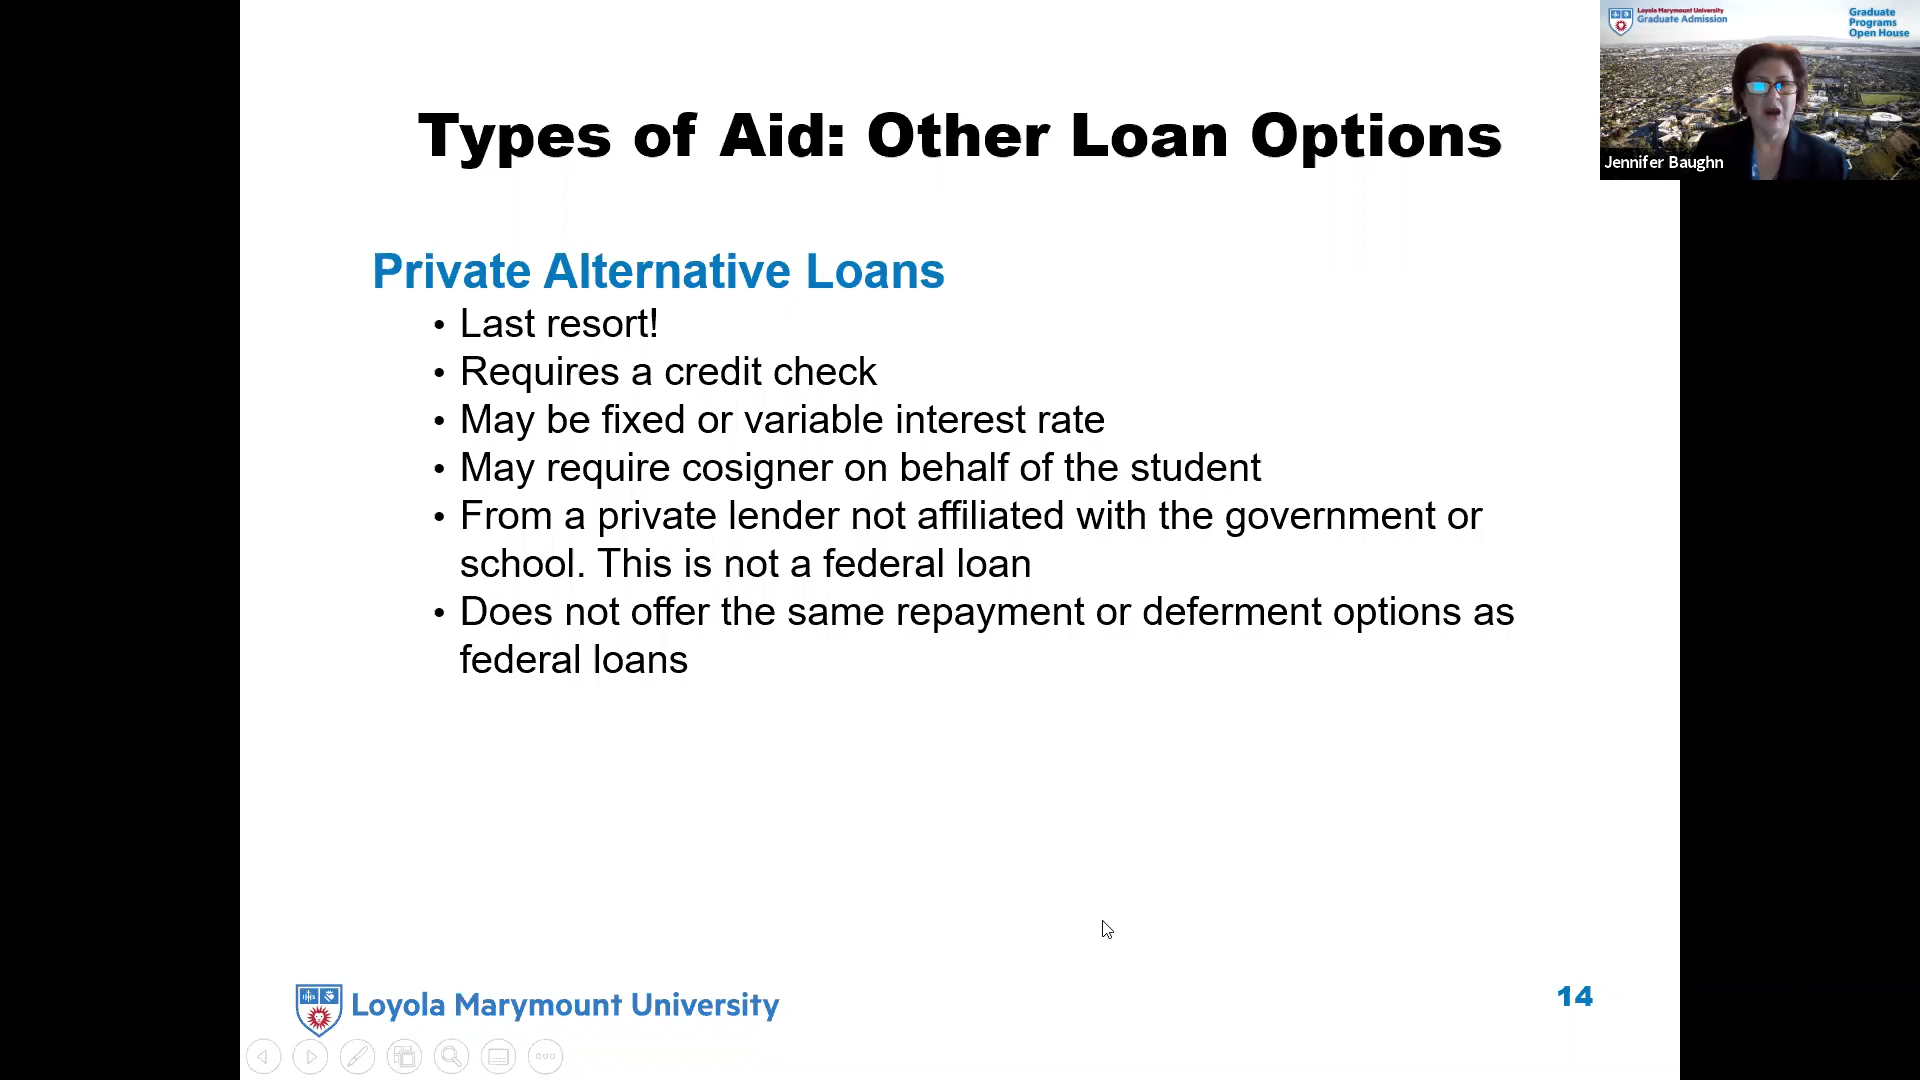 Types of Aid: Other Loan Options
Private Alternative Loans
• Last resort!
• Requires a credit check
• May be fixed or variable interest rate
• May require cosigner on behalf of the student
• From a private lender not affiliated with the government or
school. This is not a federal loan
• Does not offer the same repayment or deferment options as
federal loans
Loyola Marymount University
14
Loyola Marymount University
Graduate Admission
Graduate
Programs
Open House
Jennifer Baughn